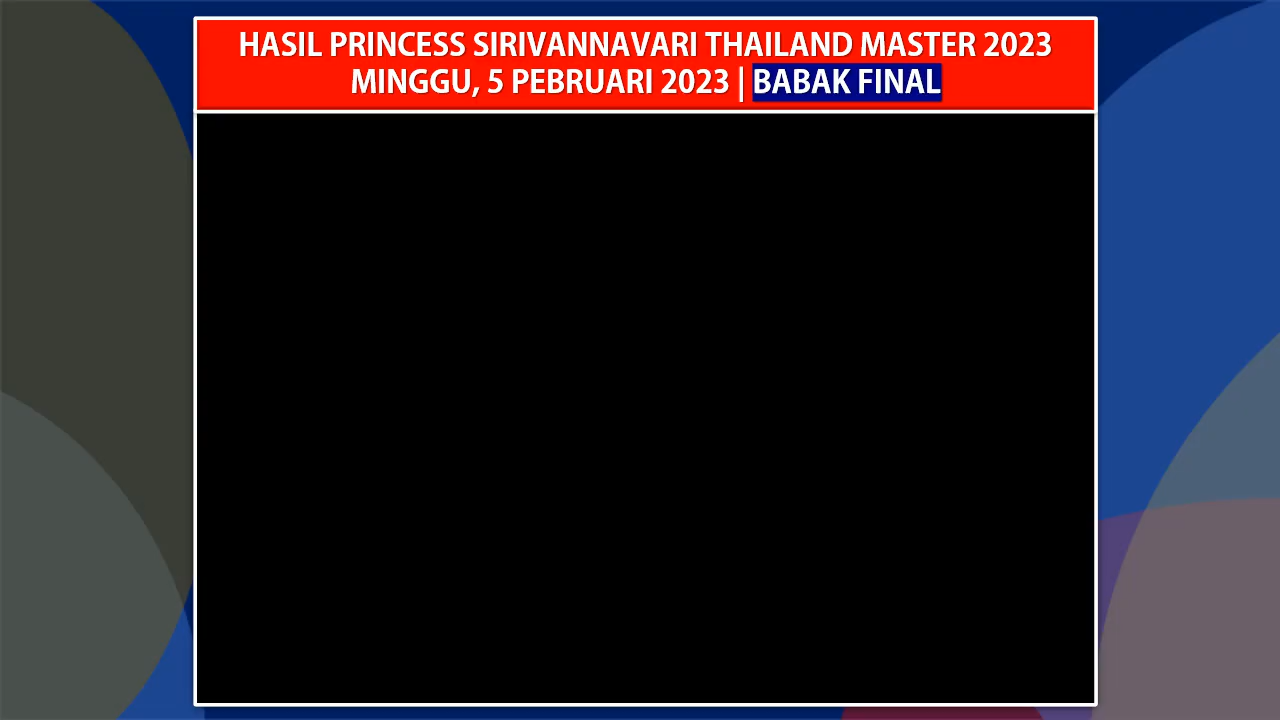 HASIL PRINCESS SIRIVANNAVARI THAILAND MASTER 2023
MINGGU, 5 PEBRUARI 2023 | BABAK FINAL